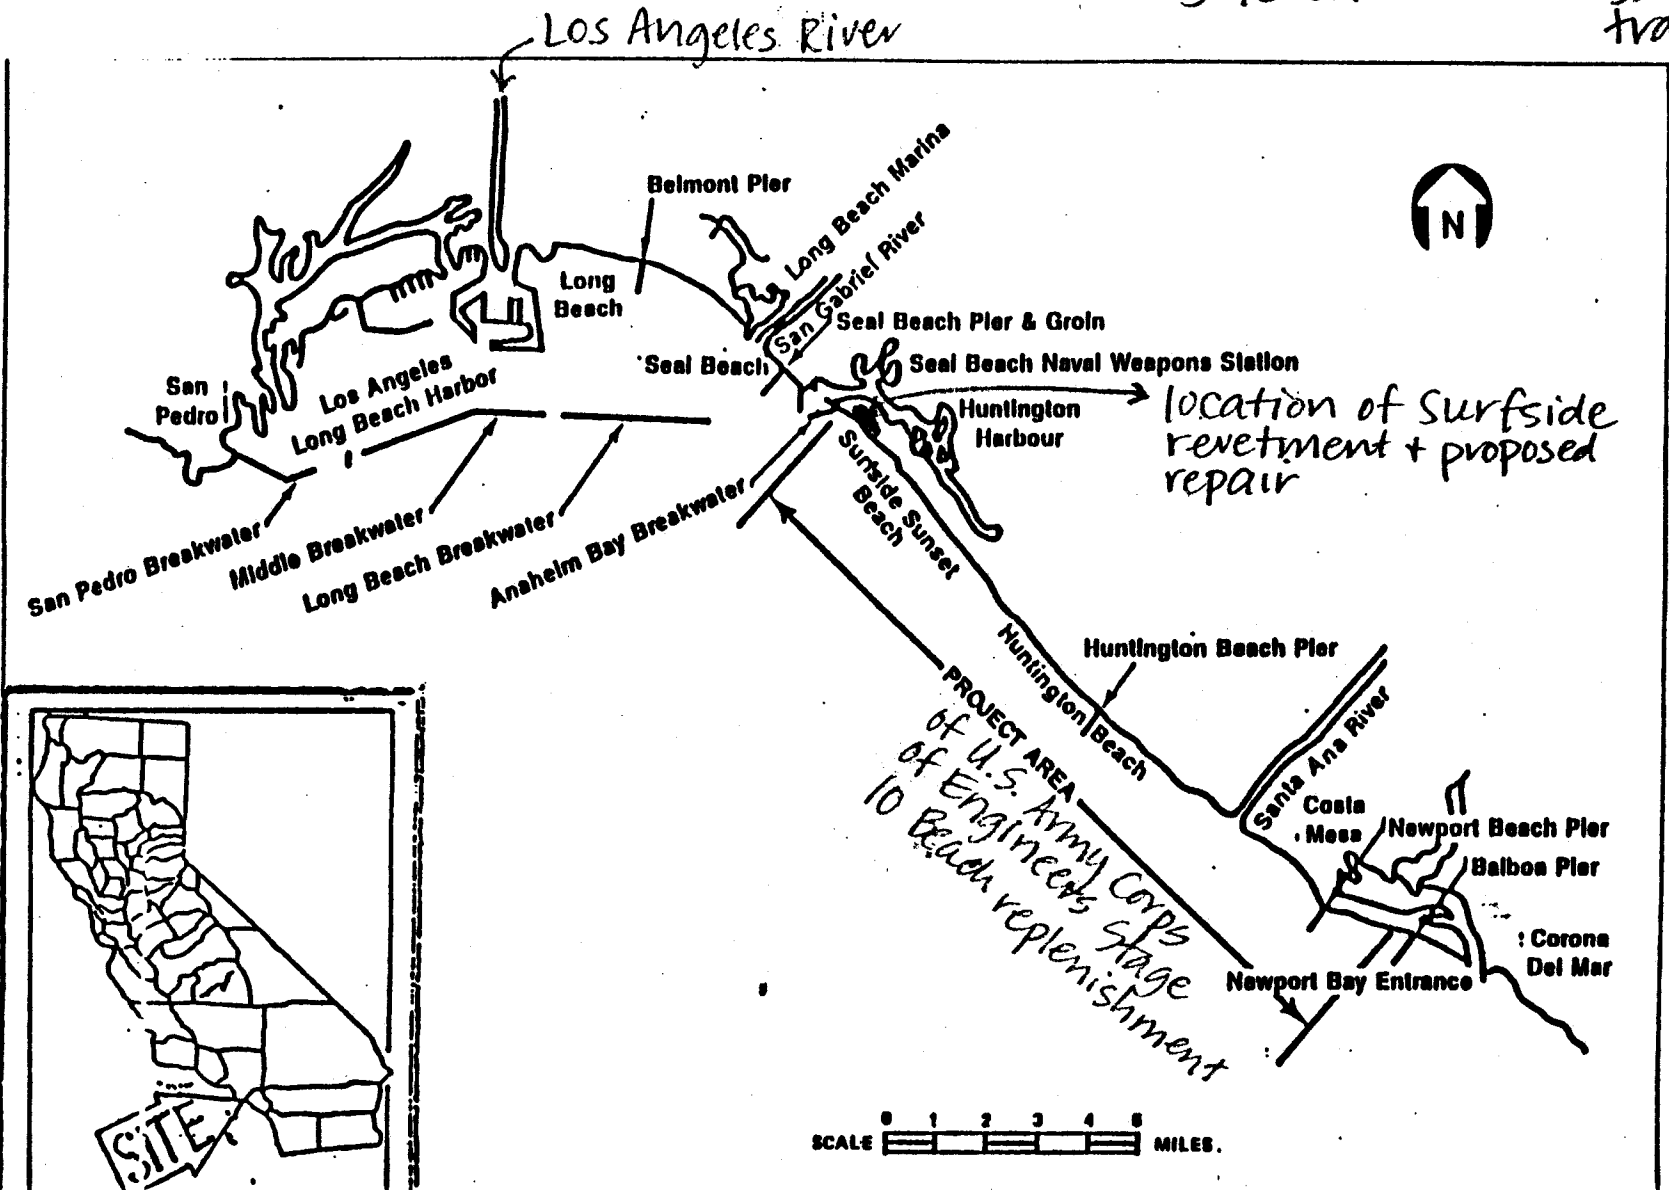 Los Angeles River
Belmont Pier
Long Beach Marina
San Gabriel River
N
Long
Beach
Seal Beach Pier & Groin
Seal Beach
Seal Beach Naval Weapons Station
San
Pedro
Los Angeles
Long Beach Harbor
Huntington
Harbour
location of Surfside
revetment + proposed
repair
Surfside Sunset
Beach
San Pedro Breakwater
Middle Breakwater
Long Beach Breakwater
Anaheim Bay Breakwater
Huntington Beach
Huntington Beach Pier
PROJECT AREA
of U.S. Army Corps
of Engineers Stage
10 Beach replenishment
Santa Ana River
Costa
Mesa
Newport Beach Pier
Balboa Pier
Corona
Del Mar
Newport Bay Entrance
SITE
0 1 2 3 4 5
SCALE MILES.